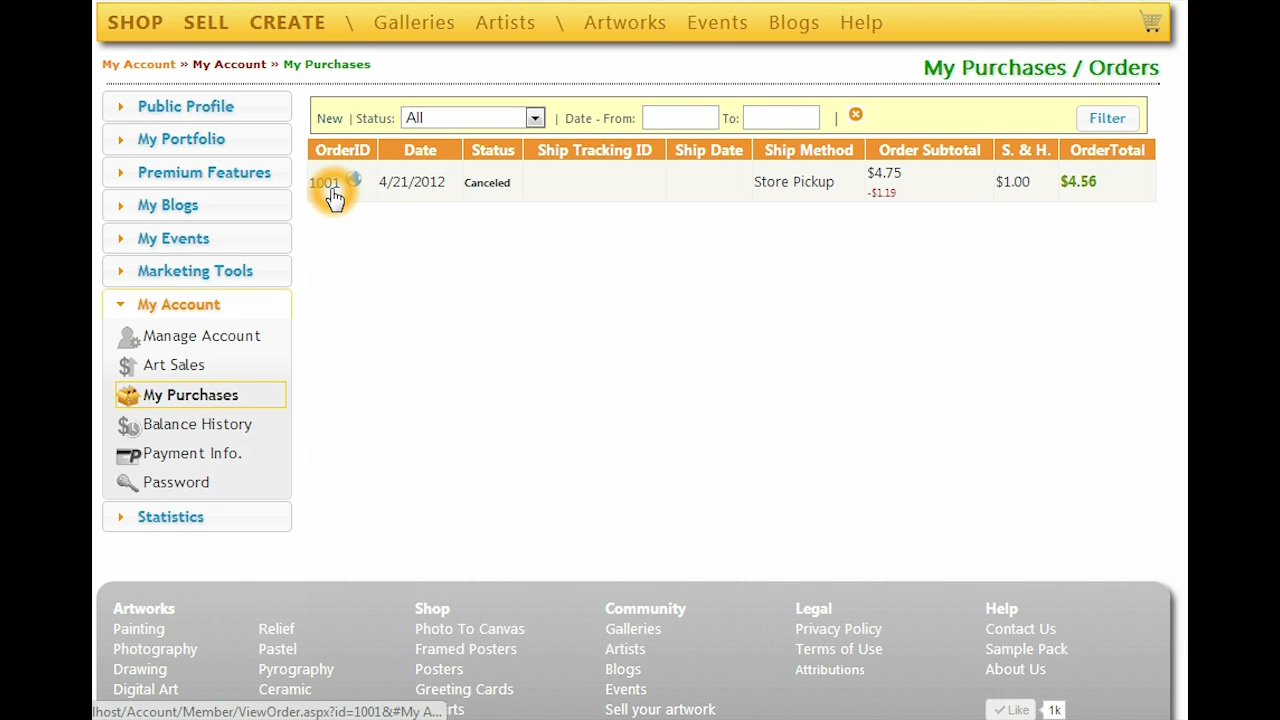 SHOP SELL CREATE \ Galleries Artists \ Artworks Events Blogs Help
My Account » My Account » My Purchases
My Purchases / Orders
Public Profile
My Portfolio
Premium Features
My Blogs
My Events
Marketing Tools
My Account
Manage Account
Art Sales
My Purchases
Balance History
Payment Info.
Password
Statistics
New | Status: All | Date - From: To: | Filter
OrderID Date Status Ship Tracking ID Ship Date Ship Method Order Subtotal S. & H. OrderTotal
1001 4/21/2012 Canceled Store Pickup $4.75 $1.00 $4.56
-$1.19
Artworks Shop Community Legal Help
Painting Relief Photo To Canvas Galleries Privacy Policy Contact Us
Photography Pastel Framed Posters Artists Terms of Use Sample Pack
Drawing Pyrography Posters Blogs Attributions About Us
Digital Art Ceramic Greeting Cards Events
Sell your artwork Like 1k
lhost/Account/Member/ViewOrder.aspx?id=1001&#My A...